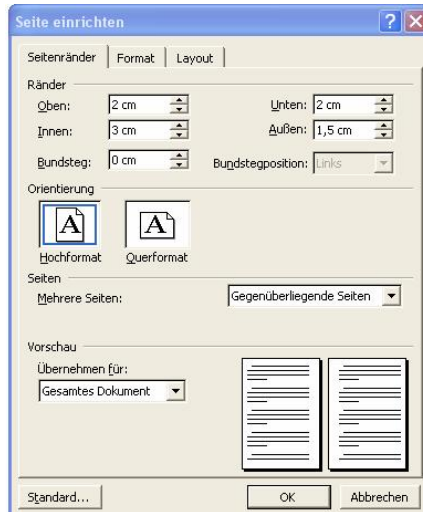 Seite einrichten
Seitenränder Format Layout
Ränder
Oben: 2 cm Unten: 2 cm
Innen: 3 cm Außen: 1,5 cm
Bundsteg: 0 cm Bundstegposition: Links
Orientierung
A A
Hochformat Querformat
Seiten
Mehrere Seiten: Gegenüberliegende Seiten
Vorschau
Übernehmen für:
Gesamtes Dokument
Standard... OK Abbrechen